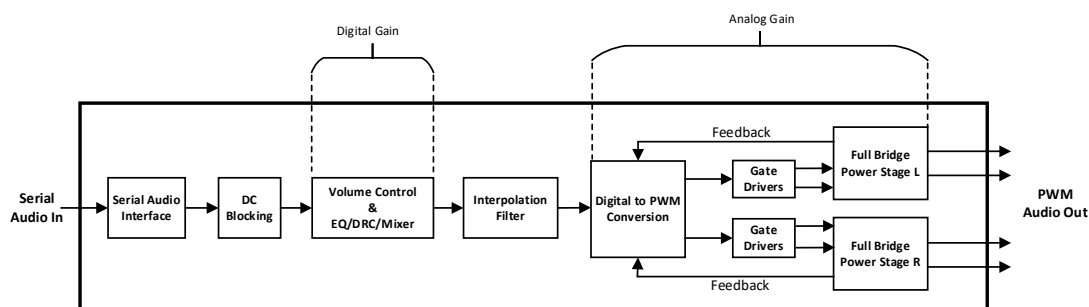 Digital Gain
Analog Gain
Serial
Audio In
Serial Audio
Interface
DC
Blocking
Volume Control
&
EQ/DRC/Mixer
Interpolation
Filter
Digital to PWM
Conversion
Feedback
Gate
Drivers
Full Bridge
Power Stage L
Gate
Drivers
Full Bridge
Power Stage R
Feedback
PWM
Audio Out